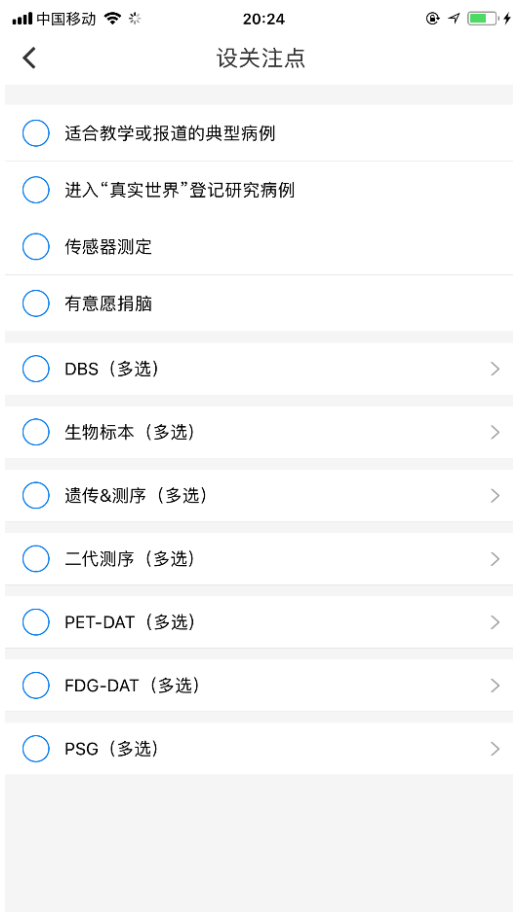 中国移动 20:24
设关注点
适合教学或报道的典型病例
进入“真实世界”登记研究病例
传感器测定
有意愿捐脑
DBS（多选）
生物标本（多选）
遗传&测序（多选）
二代测序（多选）
PET-DAT（多选）
FDG-DAT（多选）
PSG（多选）